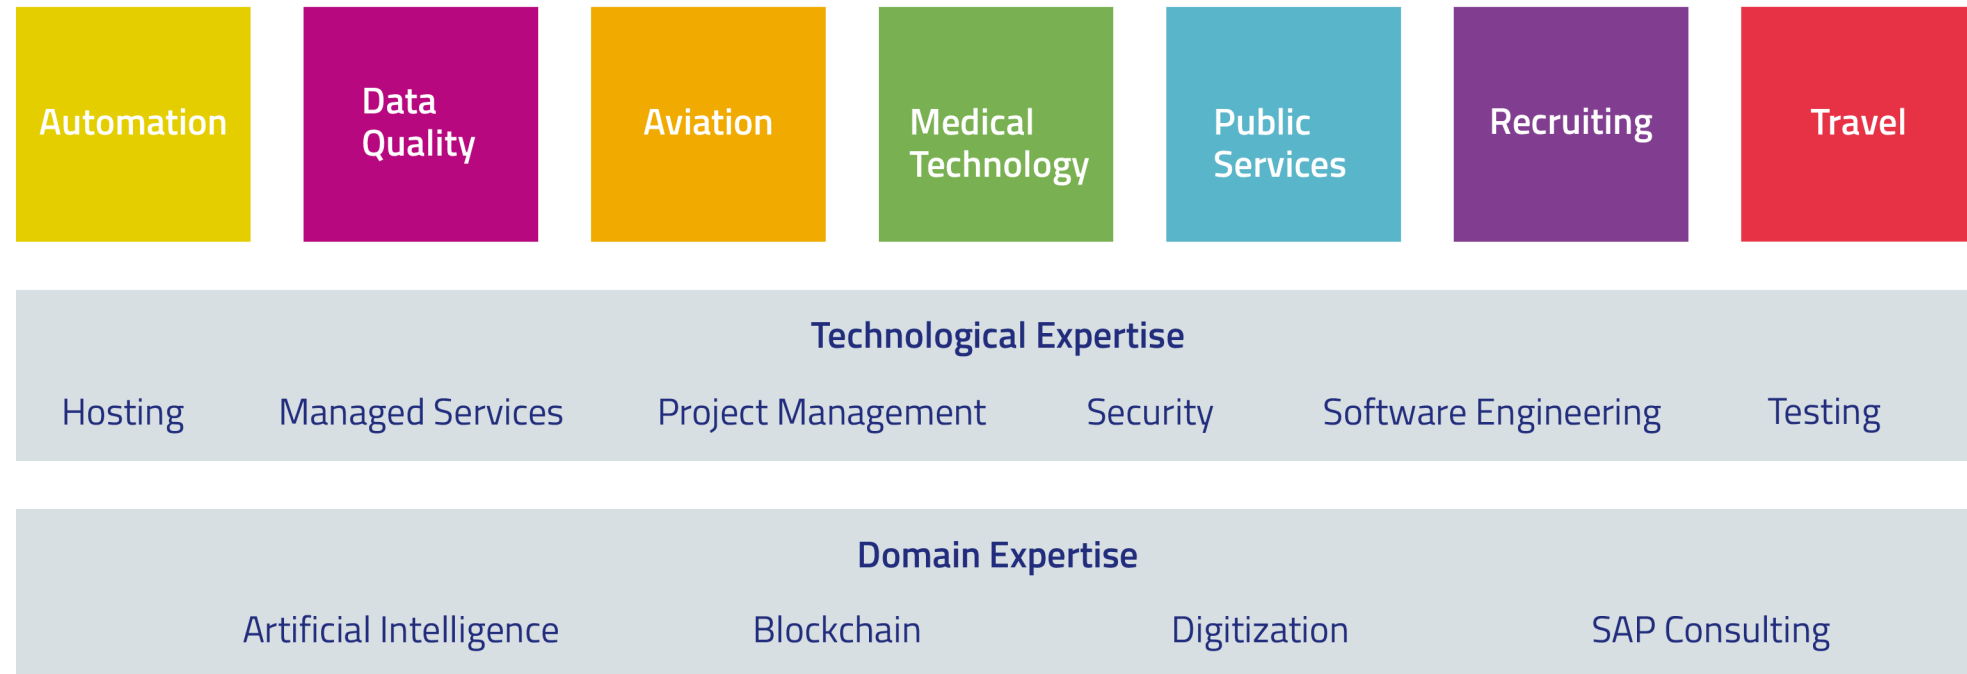 Automation
Data
Quality
Aviation
Medical
Technology
Public
Services
Recruiting
Travel
Technological Expertise
Hosting Managed Services Project Management Security Software Engineering Testing
Domain Expertise
Artificial Intelligence Blockchain Digitization SAP Consulting